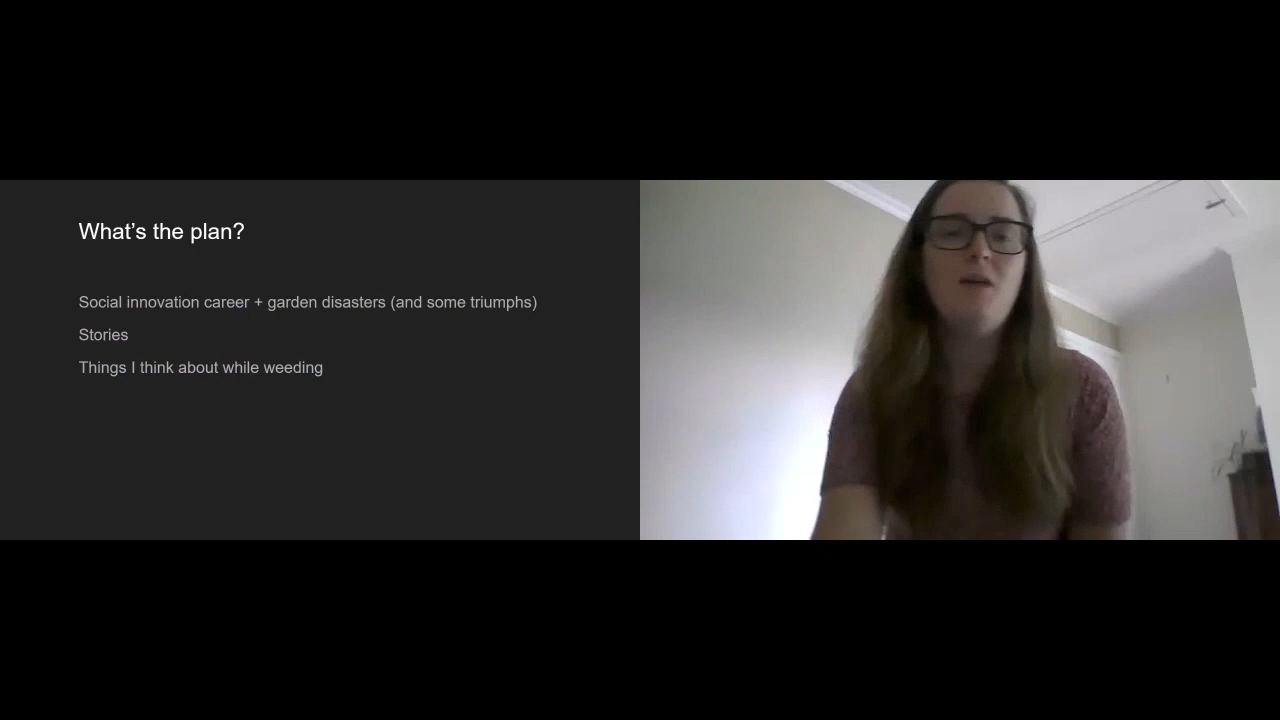 What's the plan?
Social innovation career + garden disasters (and some triumphs)
Stories
Things I think about while weeding